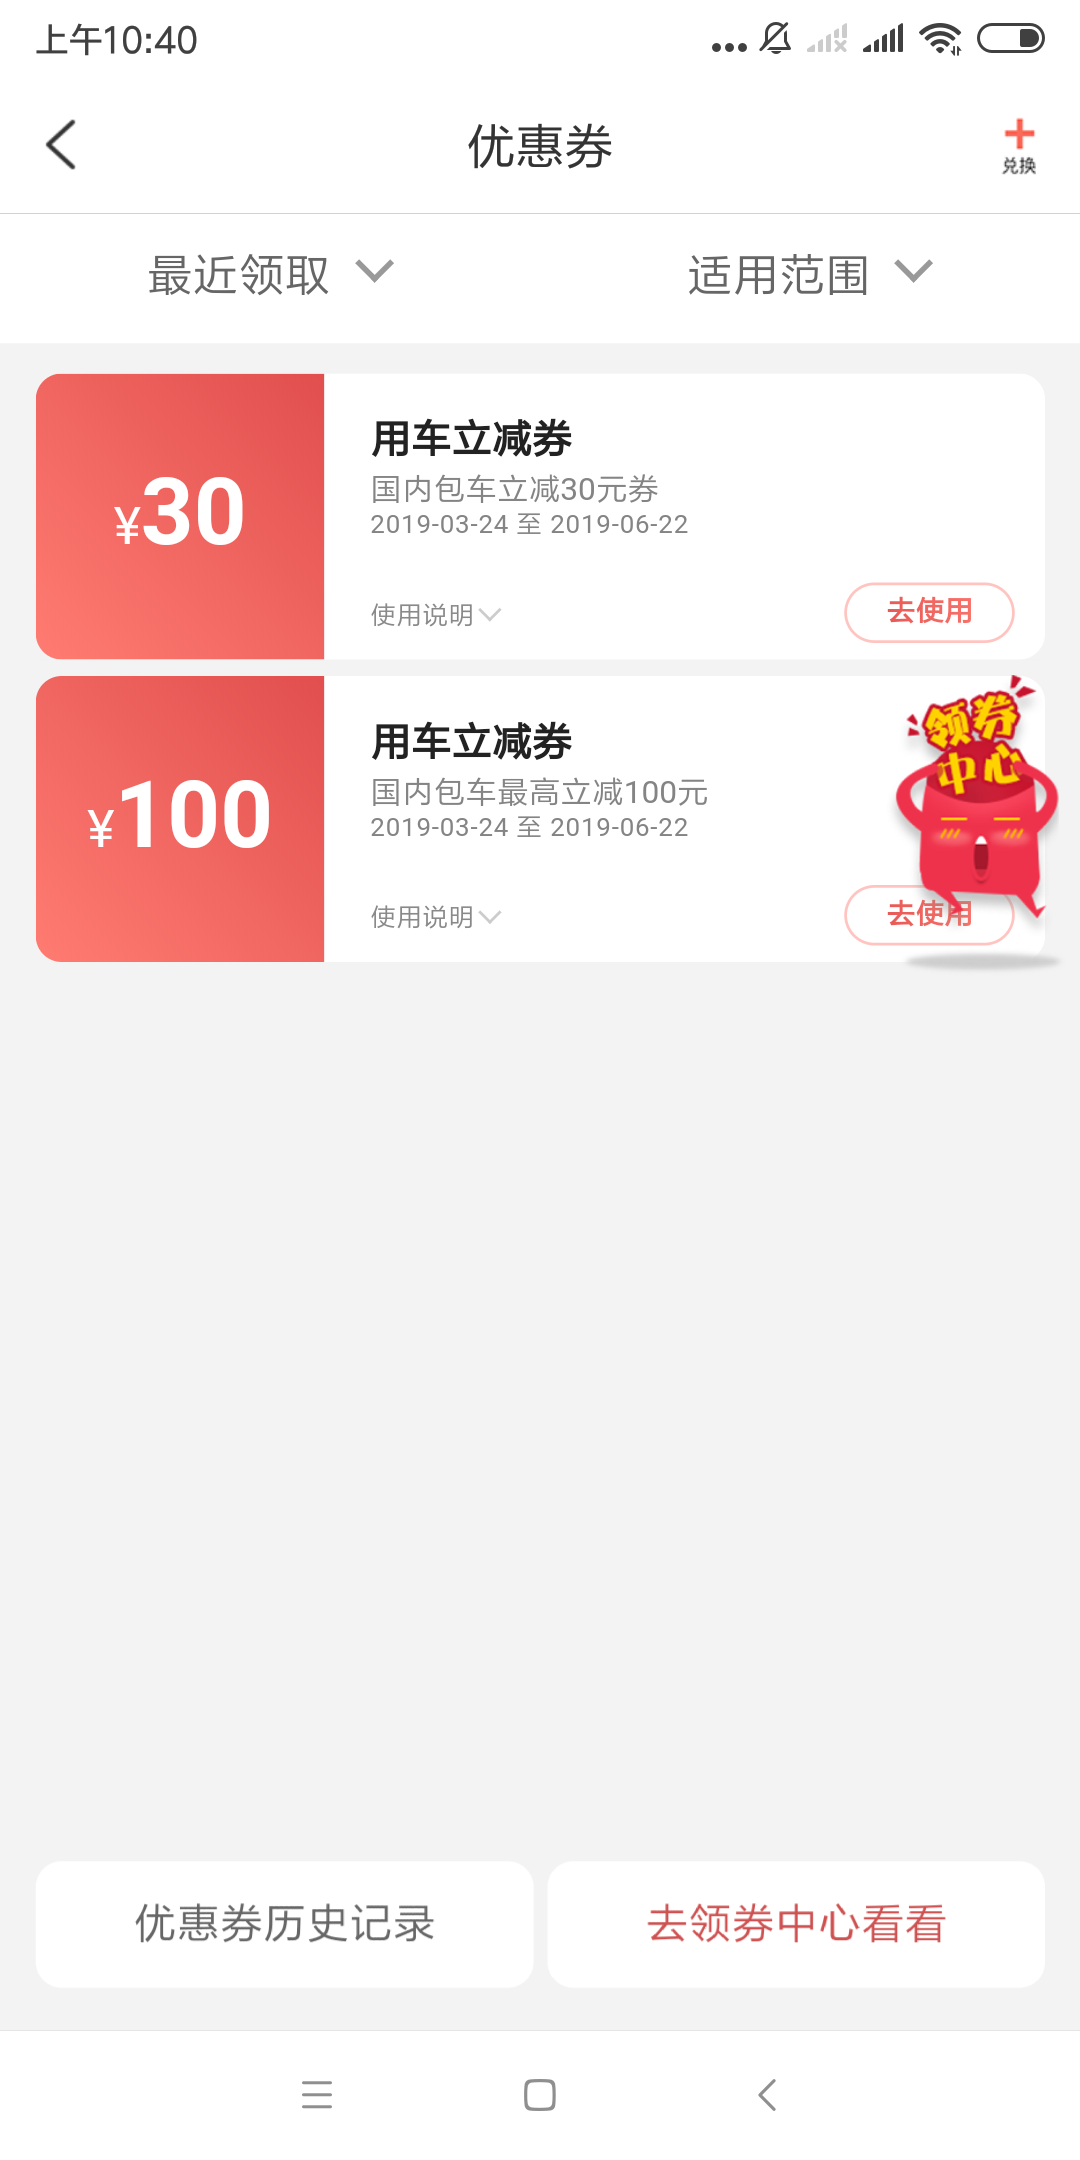 上午10:40
优惠券
兑换
最近领取
适用范围
¥30
用车立减券
国内包车立减30元券
2019-03-24 至 2019-06-22
使用说明
去使用
¥100
用车立减券
国内包车最高立减100元
2019-03-24 至 2019-06-22
使用说明
去使用
领券
中心
优惠券历史记录
去领券中心看看